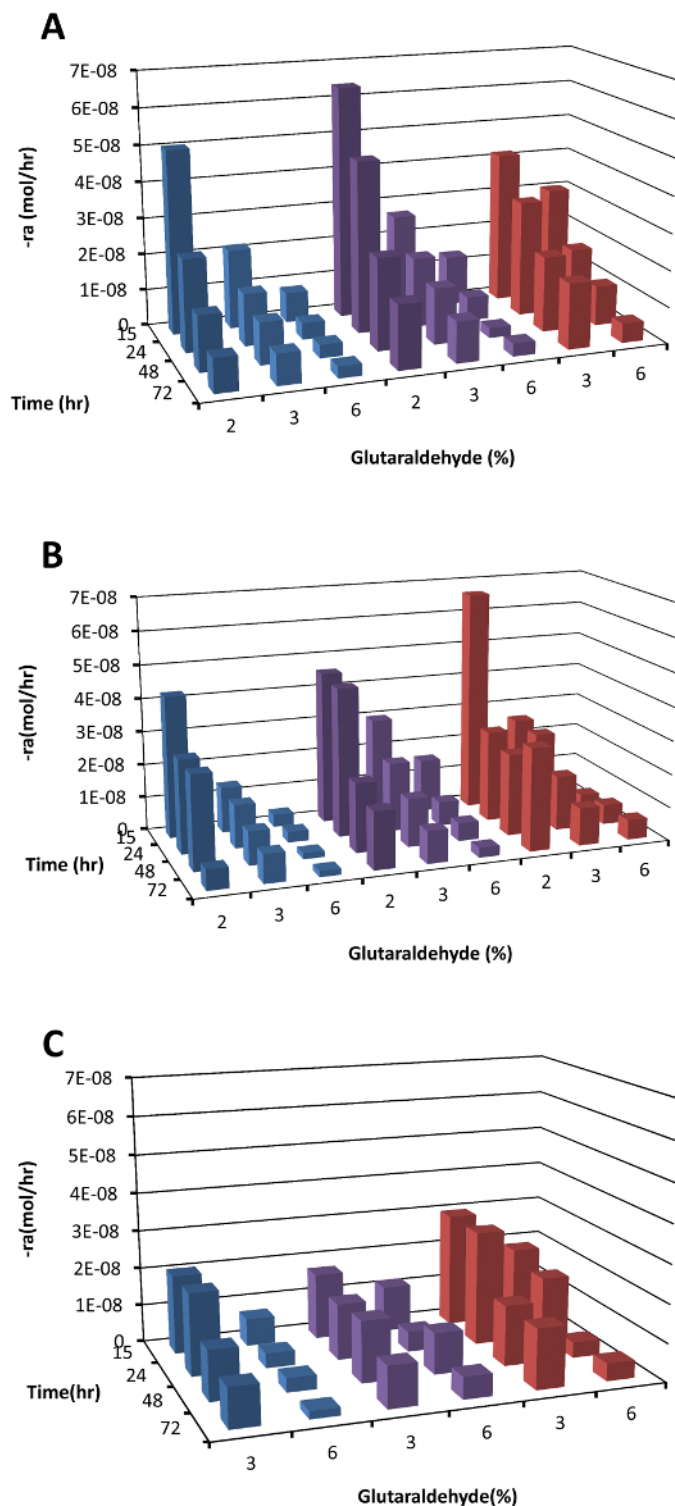 A
7E-08
6E-08
5E-08
4E-08
3E-08
2E-08
1E-08
0
-ra (mol/hr)
15
24
48
72
Time (hr)
2 3 6 2 3 6 3 6
Glutaraldehyde (%)
B
7E-08
6E-08
5E-08
4E-08
3E-08
2E-08
1E-08
0
-ra(mol/hr)
15
24
48
72
Time (hr)
2 3 6 2 3 6 2 3 6
Glutaraldehyde (%)
C
7E-08
6E-08
5E-08
4E-08
3E-08
2E-08
1E-08
0
-ra(mol/hr)
15
24
48
72
Time(hr)
3 6 3 6 3 6
Glutaraldehyde(%)